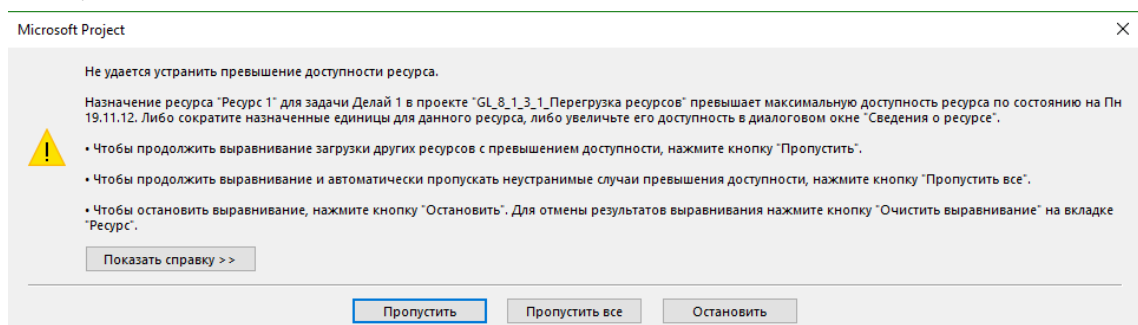 Microsoft Project
Не удается устранить превышение доступности ресурса.
Назначение ресурса "Ресурс 1" для задачи Делай 1 в проекте "GL_8_1_3_1_Перегрузка ресурсов" превышает максимальную доступность ресурса по состоянию на Пн
19.11.12. Либо сократите назначенные единицы для данного ресурса, либо увеличьте его доступность в диалоговом окне "Сведения о ресурсе".
• Чтобы продолжить выравнивание загрузки других ресурсов с превышением доступности, нажмите кнопку "Пропустить".
• Чтобы продолжить выравнивание и автоматически пропускать неустранимые случаи превышения доступности, нажмите кнопку "Пропустить все".
• Чтобы остановить выравнивание, нажмите кнопку "Остановить". Для отмены результатов выравнивания нажмите кнопку "Очистить выравнивание" на вкладке
"Ресурс".
Показать справку >>
Пропустить
Пропустить все
Остановить